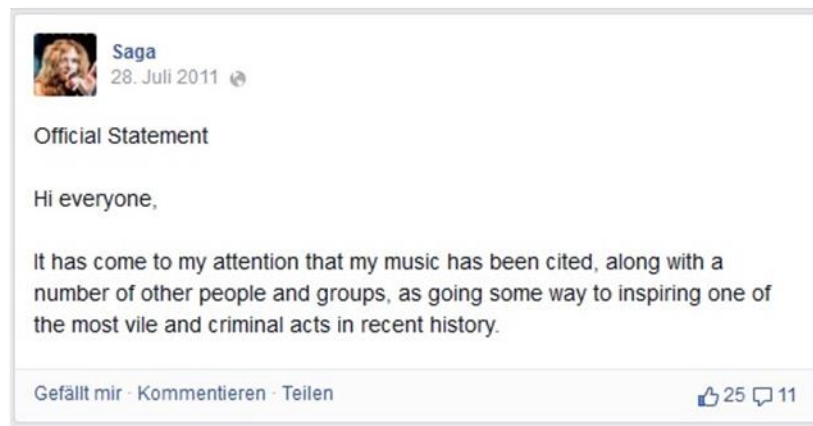 Saga
28. Juli 2011
Official Statement
Hi everyone,
It has come to my attention that my music has been cited, along with a
number of other people and groups, as going some way to inspiring one of
the most vile and criminal acts in recent history.
Gefällt mir · Kommentieren · Teilen 25 11